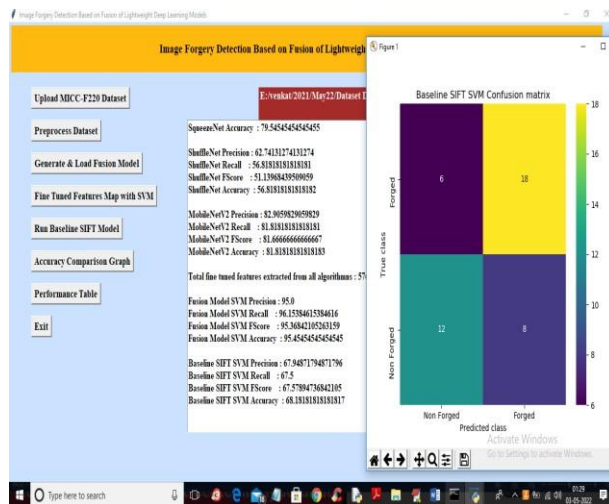 Image Forgery Detection Based on Fusion of Lightweight Deep Learning Models
Image Forgery Detection Based on Fusion of Lightweigh
Upload MICC-F220 Dataset
Preprocess Dataset
Generate & Load Fusion Model
Fine Tuned Features Map with SVM
Run Baseline SIFT Model
Accuracy Comparison Graph
Performance Table
Exit
E:/venkat/2021/May22/Dataset D
SqueezeNet Accuracy : 79.54545454545455
ShuffleNet Precision : 62.74131274131274
ShuffleNet Recall : 56.81818181818181
ShuffleNet FScore : 51.13968439509059
ShuffleNet Accuracy : 56.81818181818182
MobileNetV2 Precision : 82.9059829059829
MobileNetV2 Recall : 81.81818181818181
MobileNetV2 FScore : 81.66666666666667
MobileNetV2 Accuracy : 81.81818181818183
Total fine tuned features extracted from all algorithms : 576
Fusion Model SVM Precision : 95.0
Fusion Model SVM Recall : 96.15384615384616
Fusion Model SVM FScore : 95.36842105263159
Fusion Model SVM Accuracy : 95.45454545454545
Baseline SIFT SVM Precision : 67.94871794871796
Baseline SIFT SVM Recall : 67.5
Baseline SIFT SVM FScore : 67.57894736842105
Baseline SIFT SVM Accuracy : 68.18181818181817
Figure 1
Baseline SIFT SVM Confusion matrix
True class
Forged
Non Forged
6
18
12
8
Non Forged
Forged
Predicted class
18
16
14
12
10
8
6
Activate Windows
Go to Settings to activate Windows.
Type here to search
01:29
03-05-2022